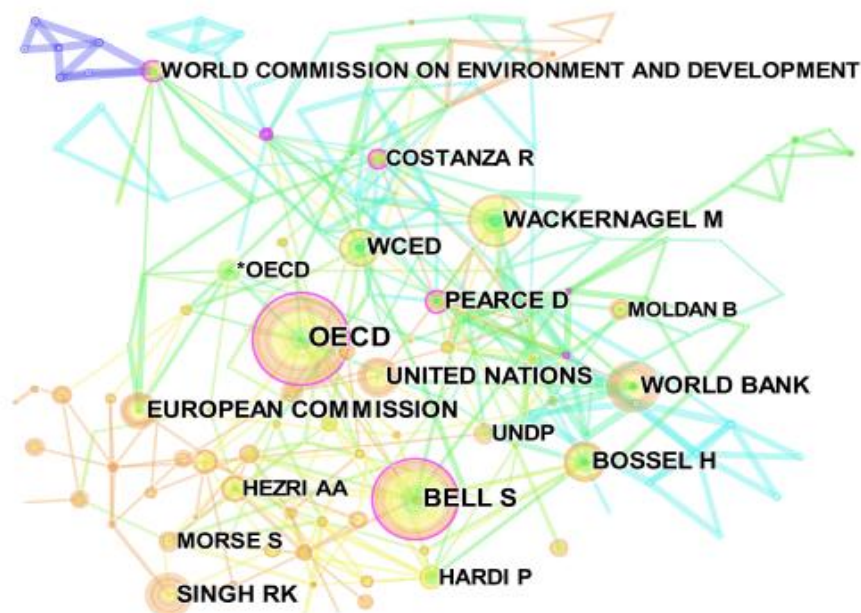 WORLD COMMISSION ON ENVIRONMENT AND DEVELOPMENT
COSTANZA R
WACKERNAGEL M
WCED
*OECD
PEARCE D
MOLDAN B
OECD
UNITED NATIONS
WORLD BANK
EUROPEAN COMMISSION
UNDP
BOSSEL H
HEZRI AA
BELL S
MORSE S
HARDI P
SINGH RK